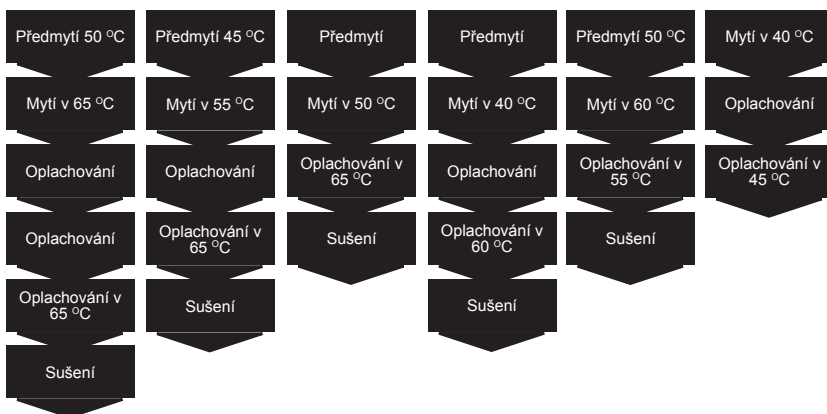 Předmytí 50 °C
Mytí v 65 °C
Oplachování
Oplachování
Oplachování v
65 °C
Sušení
Předmytí 45 °C
Mytí v 55 °C
Oplachování
Oplachování v
65 °C
Sušení
Předmytí
Mytí v 50 °C
Oplachování v
65 °C
Sušení
Předmytí
Mytí v 40 °C
Oplachování
Oplachování v
60 °C
Sušení
Předmytí 50 °C
Mytí v 60 °C
Oplachování v
55 °C
Sušení
Mytí v 40 °C
Oplachování
Oplachování v
45 °C